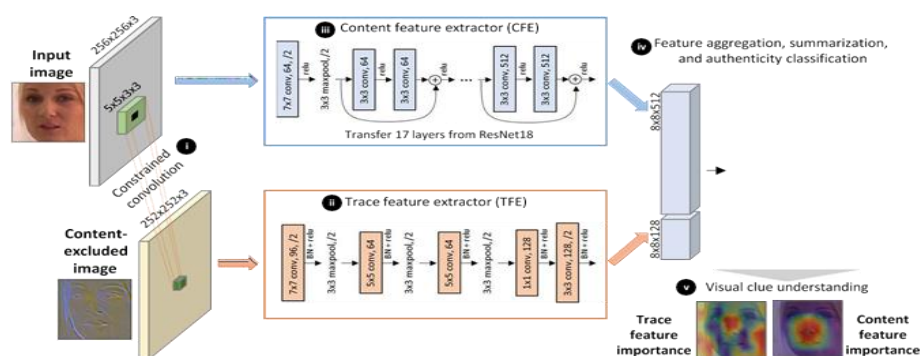 256x256x3
Input
image
5x5x3x3
i
Constrained
convolution
252x252x3
Content-
excluded
image
iii Content feature extractor (CFE)
7x7 conv, 64, /2
BN + relu
3x3 maxpool, /2
3x3 conv, 64
relu
3x3 conv, 64
+
relu
...
3x3 conv, 512
relu
3x3 conv, 512
+
relu
Transfer 17 layers from ResNet18
ii Trace feature extractor (TFE)
7x7 conv, 96, /2
BN + relu
3x3 maxpool, /2
5x5 conv, 64
BN + relu
3x3 maxpool, /2
5x5 conv, 64
BN + relu
3x3 maxpool, /2
1x1 conv, 128
BN + relu
3x3 conv, 128, /2
BN + relu
iv Feature aggregation, summarization,
and authenticity classification
8x8x512
8x8x128
v Visual clue understanding
Trace
feature
importance
Content
feature
importance